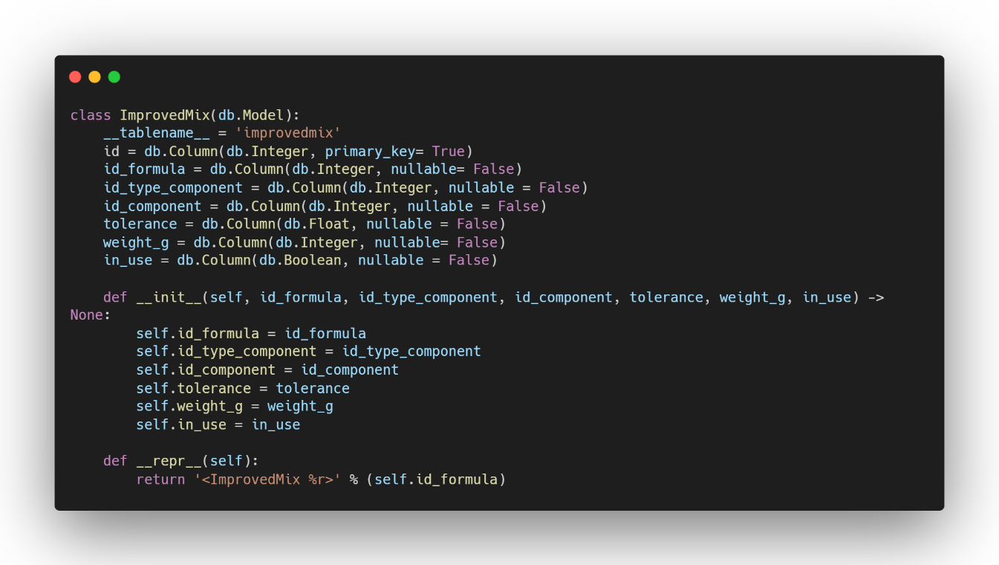 class ImprovedMix(db.Model):
    __tablename__ = 'improvedmix'
    id = db.Column(db.Integer, primary_key= True)
    id_formula = db.Column(db.Integer, nullable= False)
    id_type_component = db.Column(db.Integer, nullable = False)
    id_component = db.Column(db.Integer, nullable = False)
    tolerance = db.Column(db.Float, nullable = False)
    weight_g = db.Column(db.Integer, nullable= False)
    in_use = db.Column(db.Boolean, nullable = False)

    def __init__(self, id_formula, id_type_component, id_component, tolerance, weight_g, in_use) ->
None:
        self.id_formula = id_formula
        self.id_type_component = id_type_component
        self.id_component = id_component
        self.tolerance = tolerance
        self.weight_g = weight_g
        self.in_use = in_use

    def __repr__(self):
        return '<ImprovedMix %r>' % (self.id_formula)